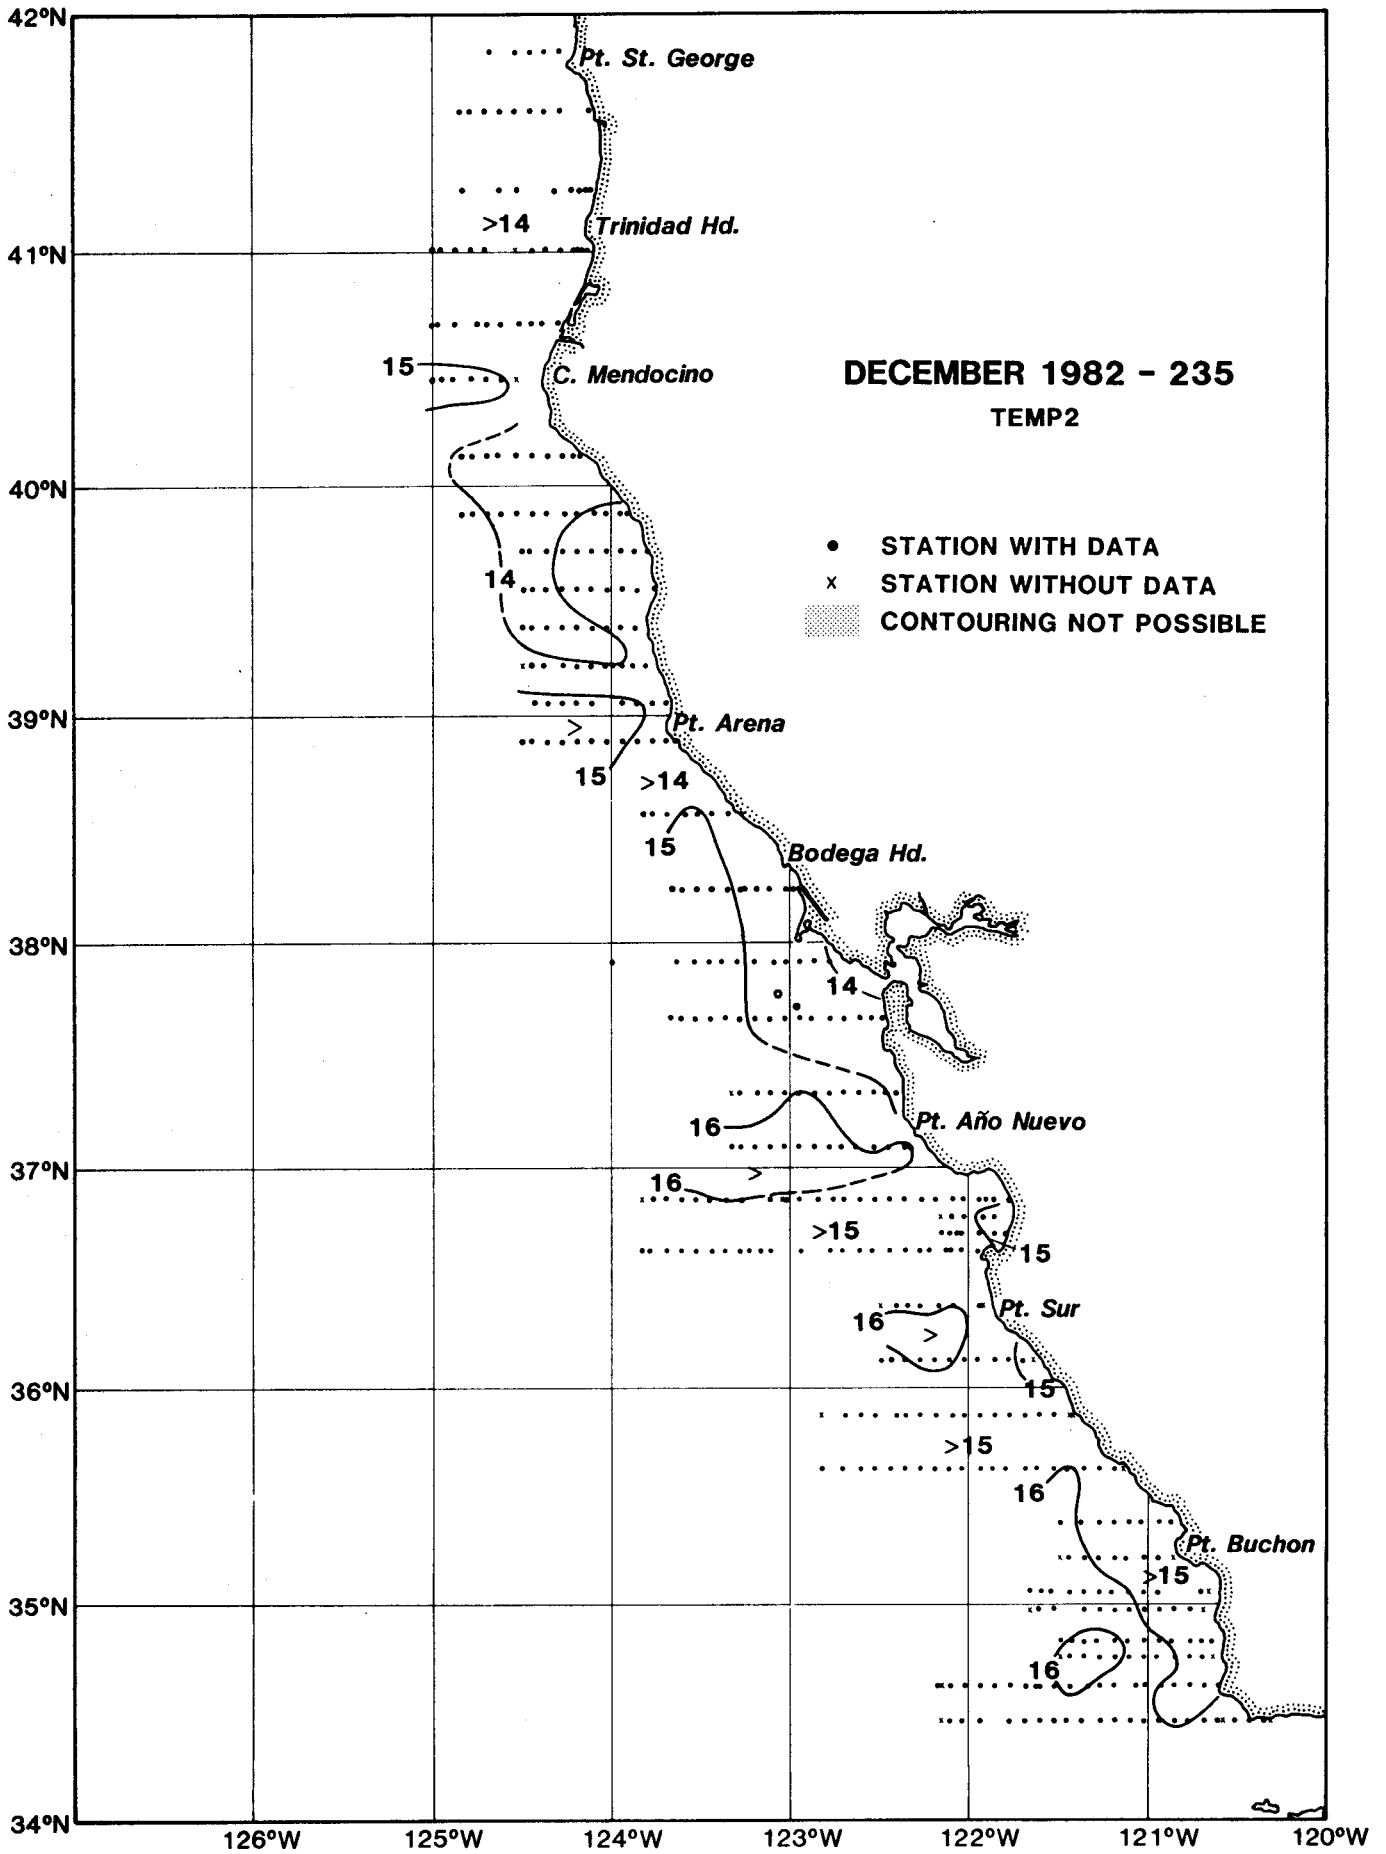 42°N
Pt. St. George
>14
Trinidad Hd.
41°N
15
C. Mendocino
DECEMBER 1982 - 235
TEMP2
40°N
● STATION WITH DATA
x STATION WITHOUT DATA
CONTOURING NOT POSSIBLE
14
39°N
>
Pt. Arena
15
>14
15
Bodega Hd.
38°N
14
16
Pt. Año Nuevo
37°N
>
16
>15
15
16
>
Pt. Sur
36°N
15
>15
16
Pt. Buchon
>15
35°N
16
34°N
126°W 125°W 124°W 123°W 122°W 121°W 120°W